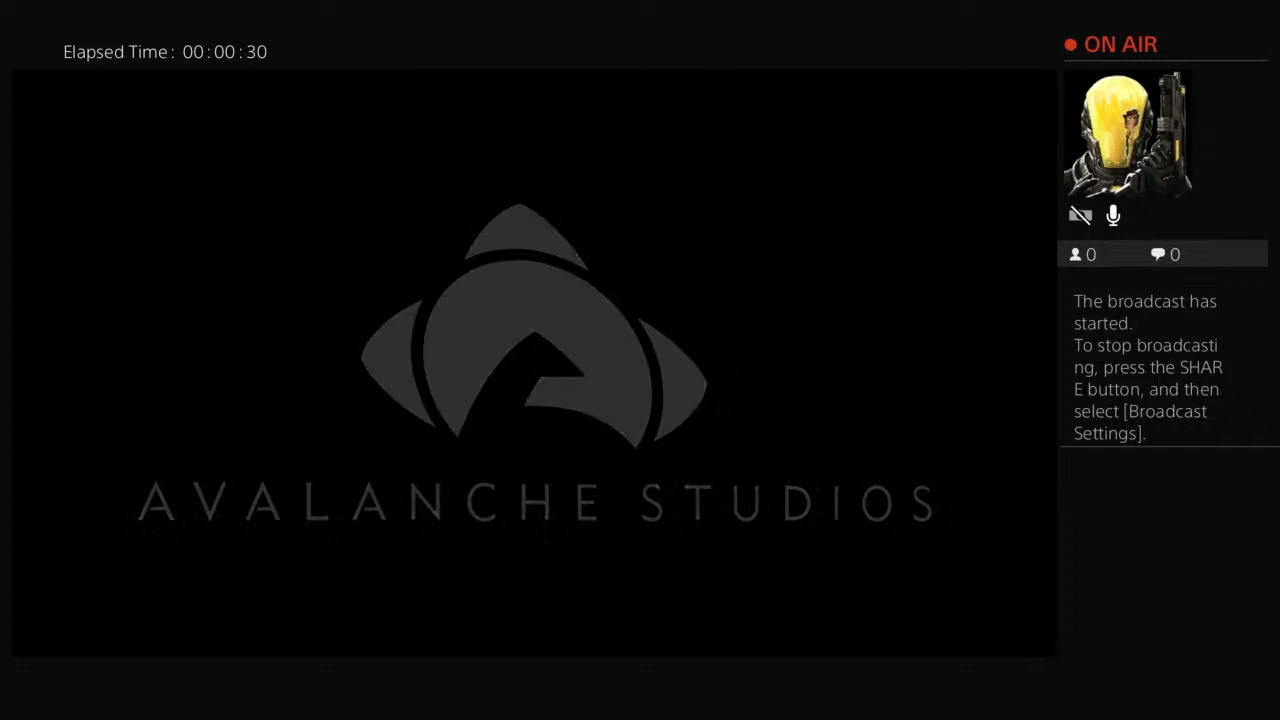 Elapsed Time: 00:00:30
ON AIR
0
0
The broadcast has
started.
To stop broadcasti
ng, press the SHAR
E button, and then
select [Broadcast
Settings].
AVALANCHE STUDIOS